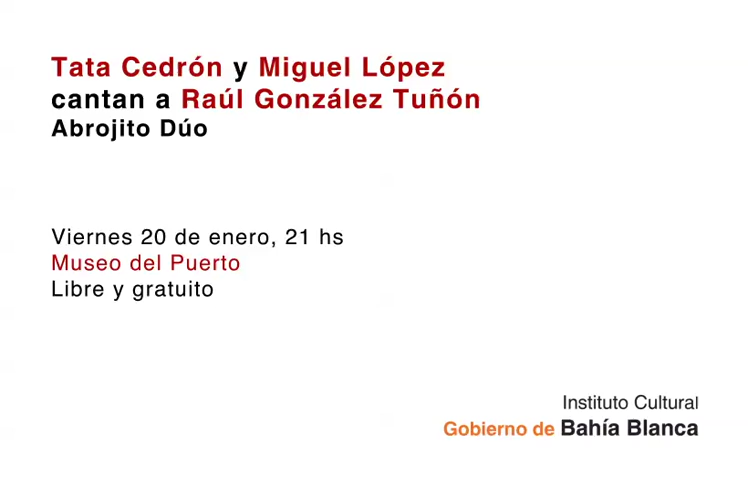 Tata Cedrón y Miguel López
cantan a Raúl González Tuñón
Abrojito Dúo
Viernes 20 de enero, 21 hs
Museo del Puerto
Libre y gratuito
Instituto Cultural
Gobierno de Bahía Blanca